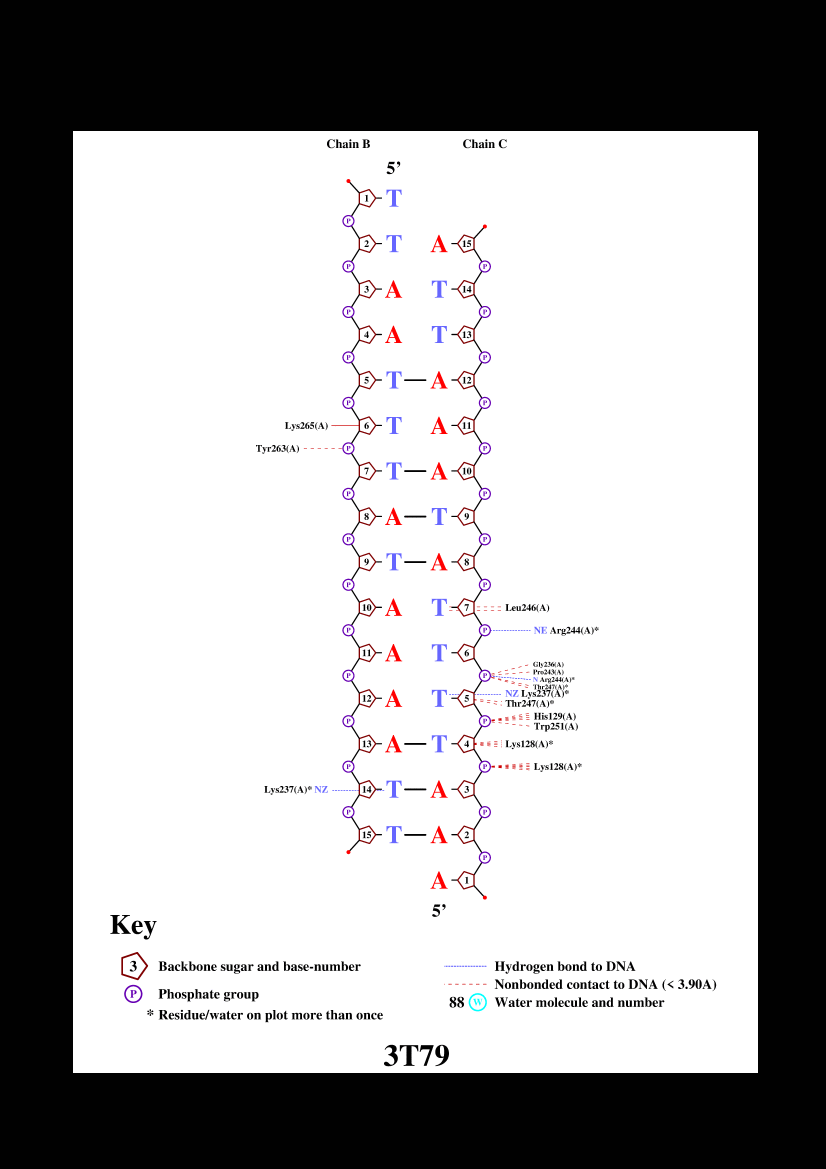 Chain B Chain C
5’
1 T
P
2 T A 15
P P
3 A T 14
P P
4 A T 13
P P
5 T A 12
P P
Lys265(A) 6 T A 11
Tyr263(A) P P
7 T A 10
P P
8 A T 9
P P
9 T A 8
P P
10 A T 7 Leu246(A)
P P NE Arg244(A)*
11 A T 6
Gly236(A)
Pro243(A)
P P N Arg244(A)*
Thr247(A)*
NZ Lys237(A)*
12 A T 5 Thr247(A)*
His129(A)
P P
Trp251(A)
13 A T 4 Lys128(A)*
P P Lys128(A)*
Lys237(A)* NZ 14 T A 3
P P
15 T A 2
P
A 1
5’
Key
3 Backbone sugar and base-number
P Phosphate group
* Residue/water on plot more than once
Hydrogen bond to DNA
Nonbonded contact to DNA (< 3.90A)
88 W Water molecule and number
3T79